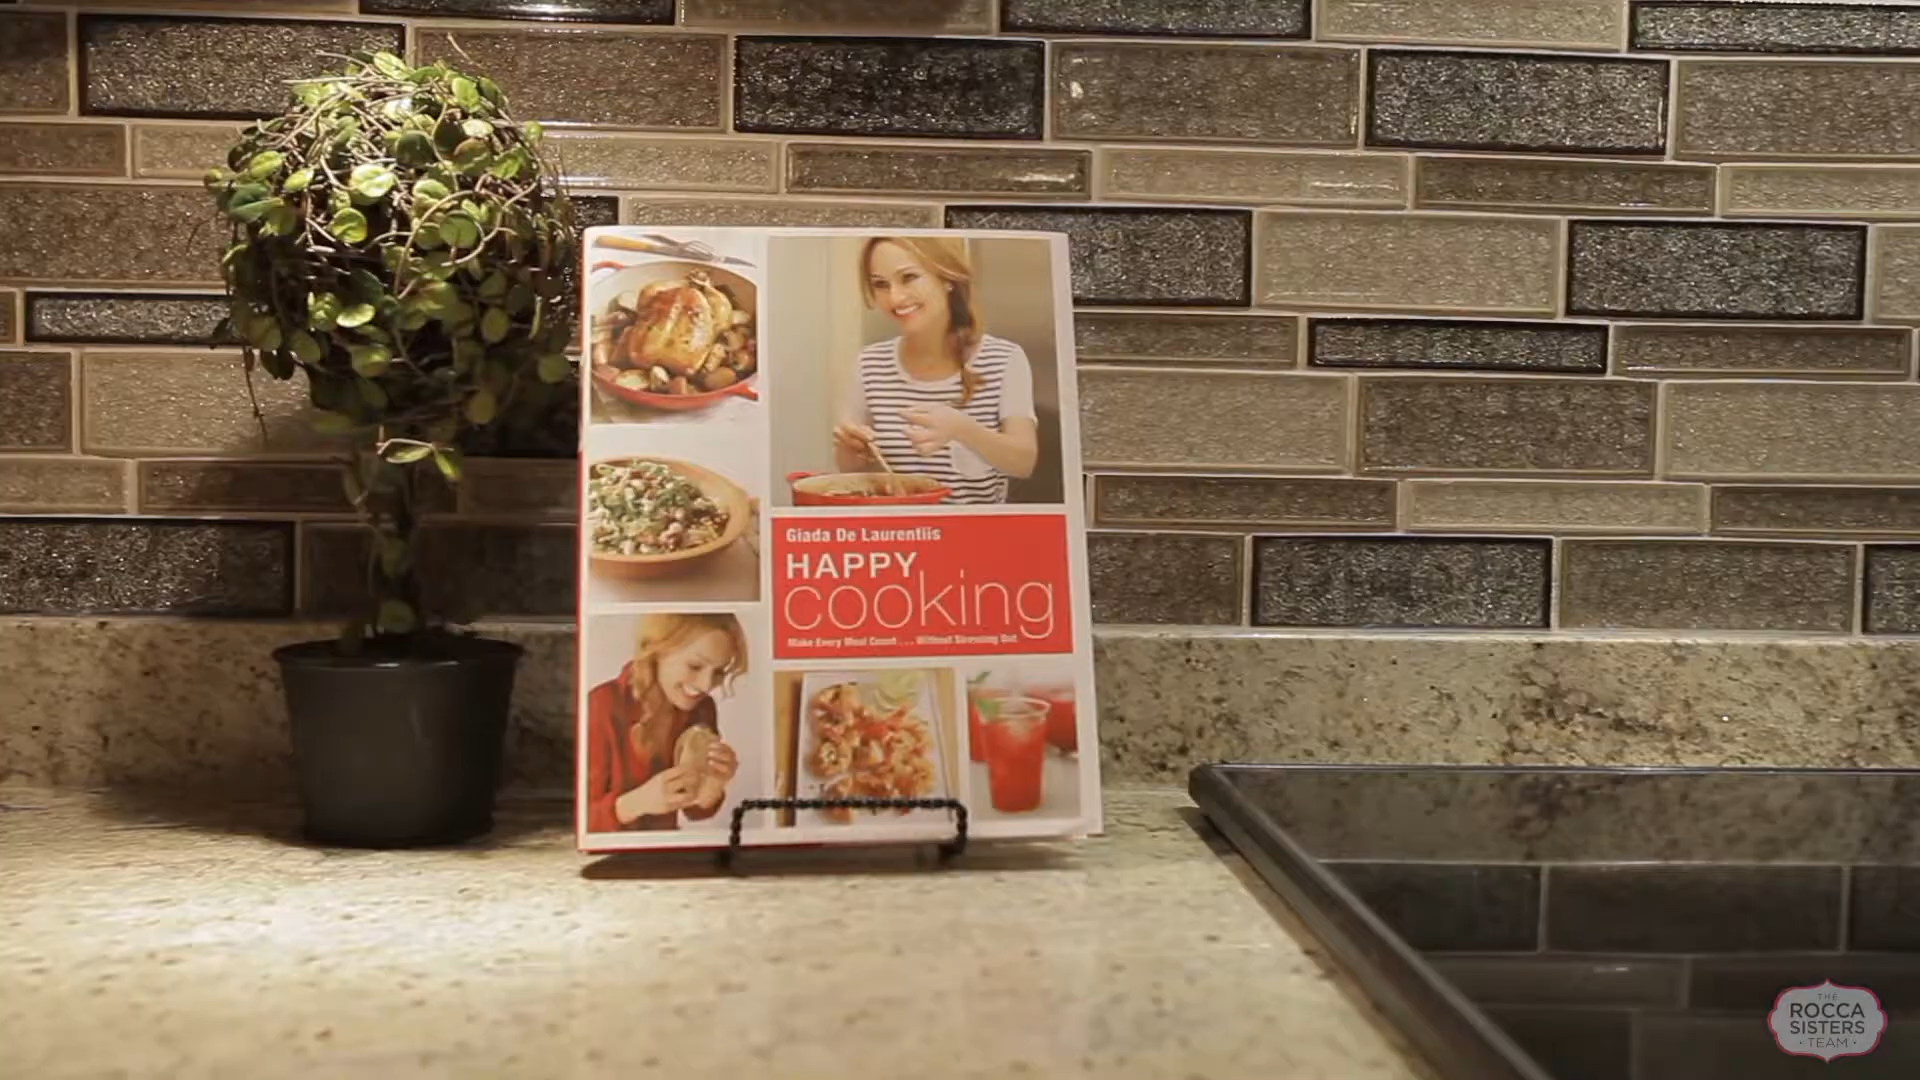 Giada De Laurentiis
HAPPY
cooking
Make Every Meal Count . . . Without Stressing Out
THE
ROCCA
SISTERS
· TEAM ·